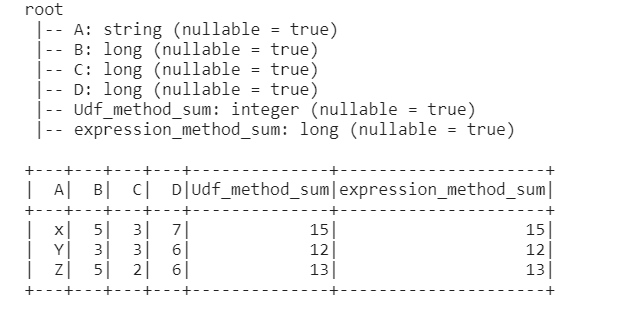 root
 |-- A: string (nullable = true)
 |-- B: long (nullable = true)
 |-- C: long (nullable = true)
 |-- D: long (nullable = true)
 |-- Udf_method_sum: integer (nullable = true)
 |-- expression_method_sum: long (nullable = true)

+---+---+---+---+--------------+---------------------+
|  A|  B|  C|  D|Udf_method_sum|expression_method_sum|
+---+---+---+---+--------------+---------------------+
|  X|  5|  3|  7|            15|                   15|
|  Y|  3|  3|  6|            12|                   12|
|  Z|  5|  2|  6|            13|                   13|
+---+---+---+---+--------------+---------------------+